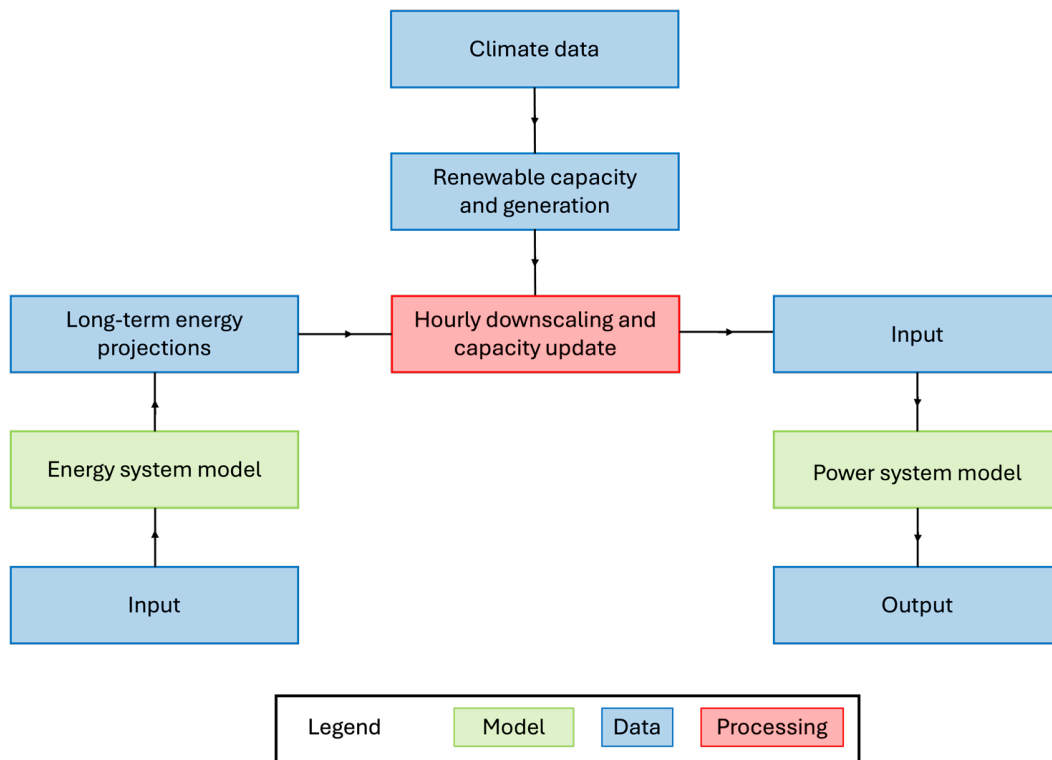 Climate data
Renewable capacity
and generation
Long-term energy
projections
Hourly downscaling and
capacity update
Input
Energy system model
Power system model
Input
Output
Legend
Model
Data
Processing